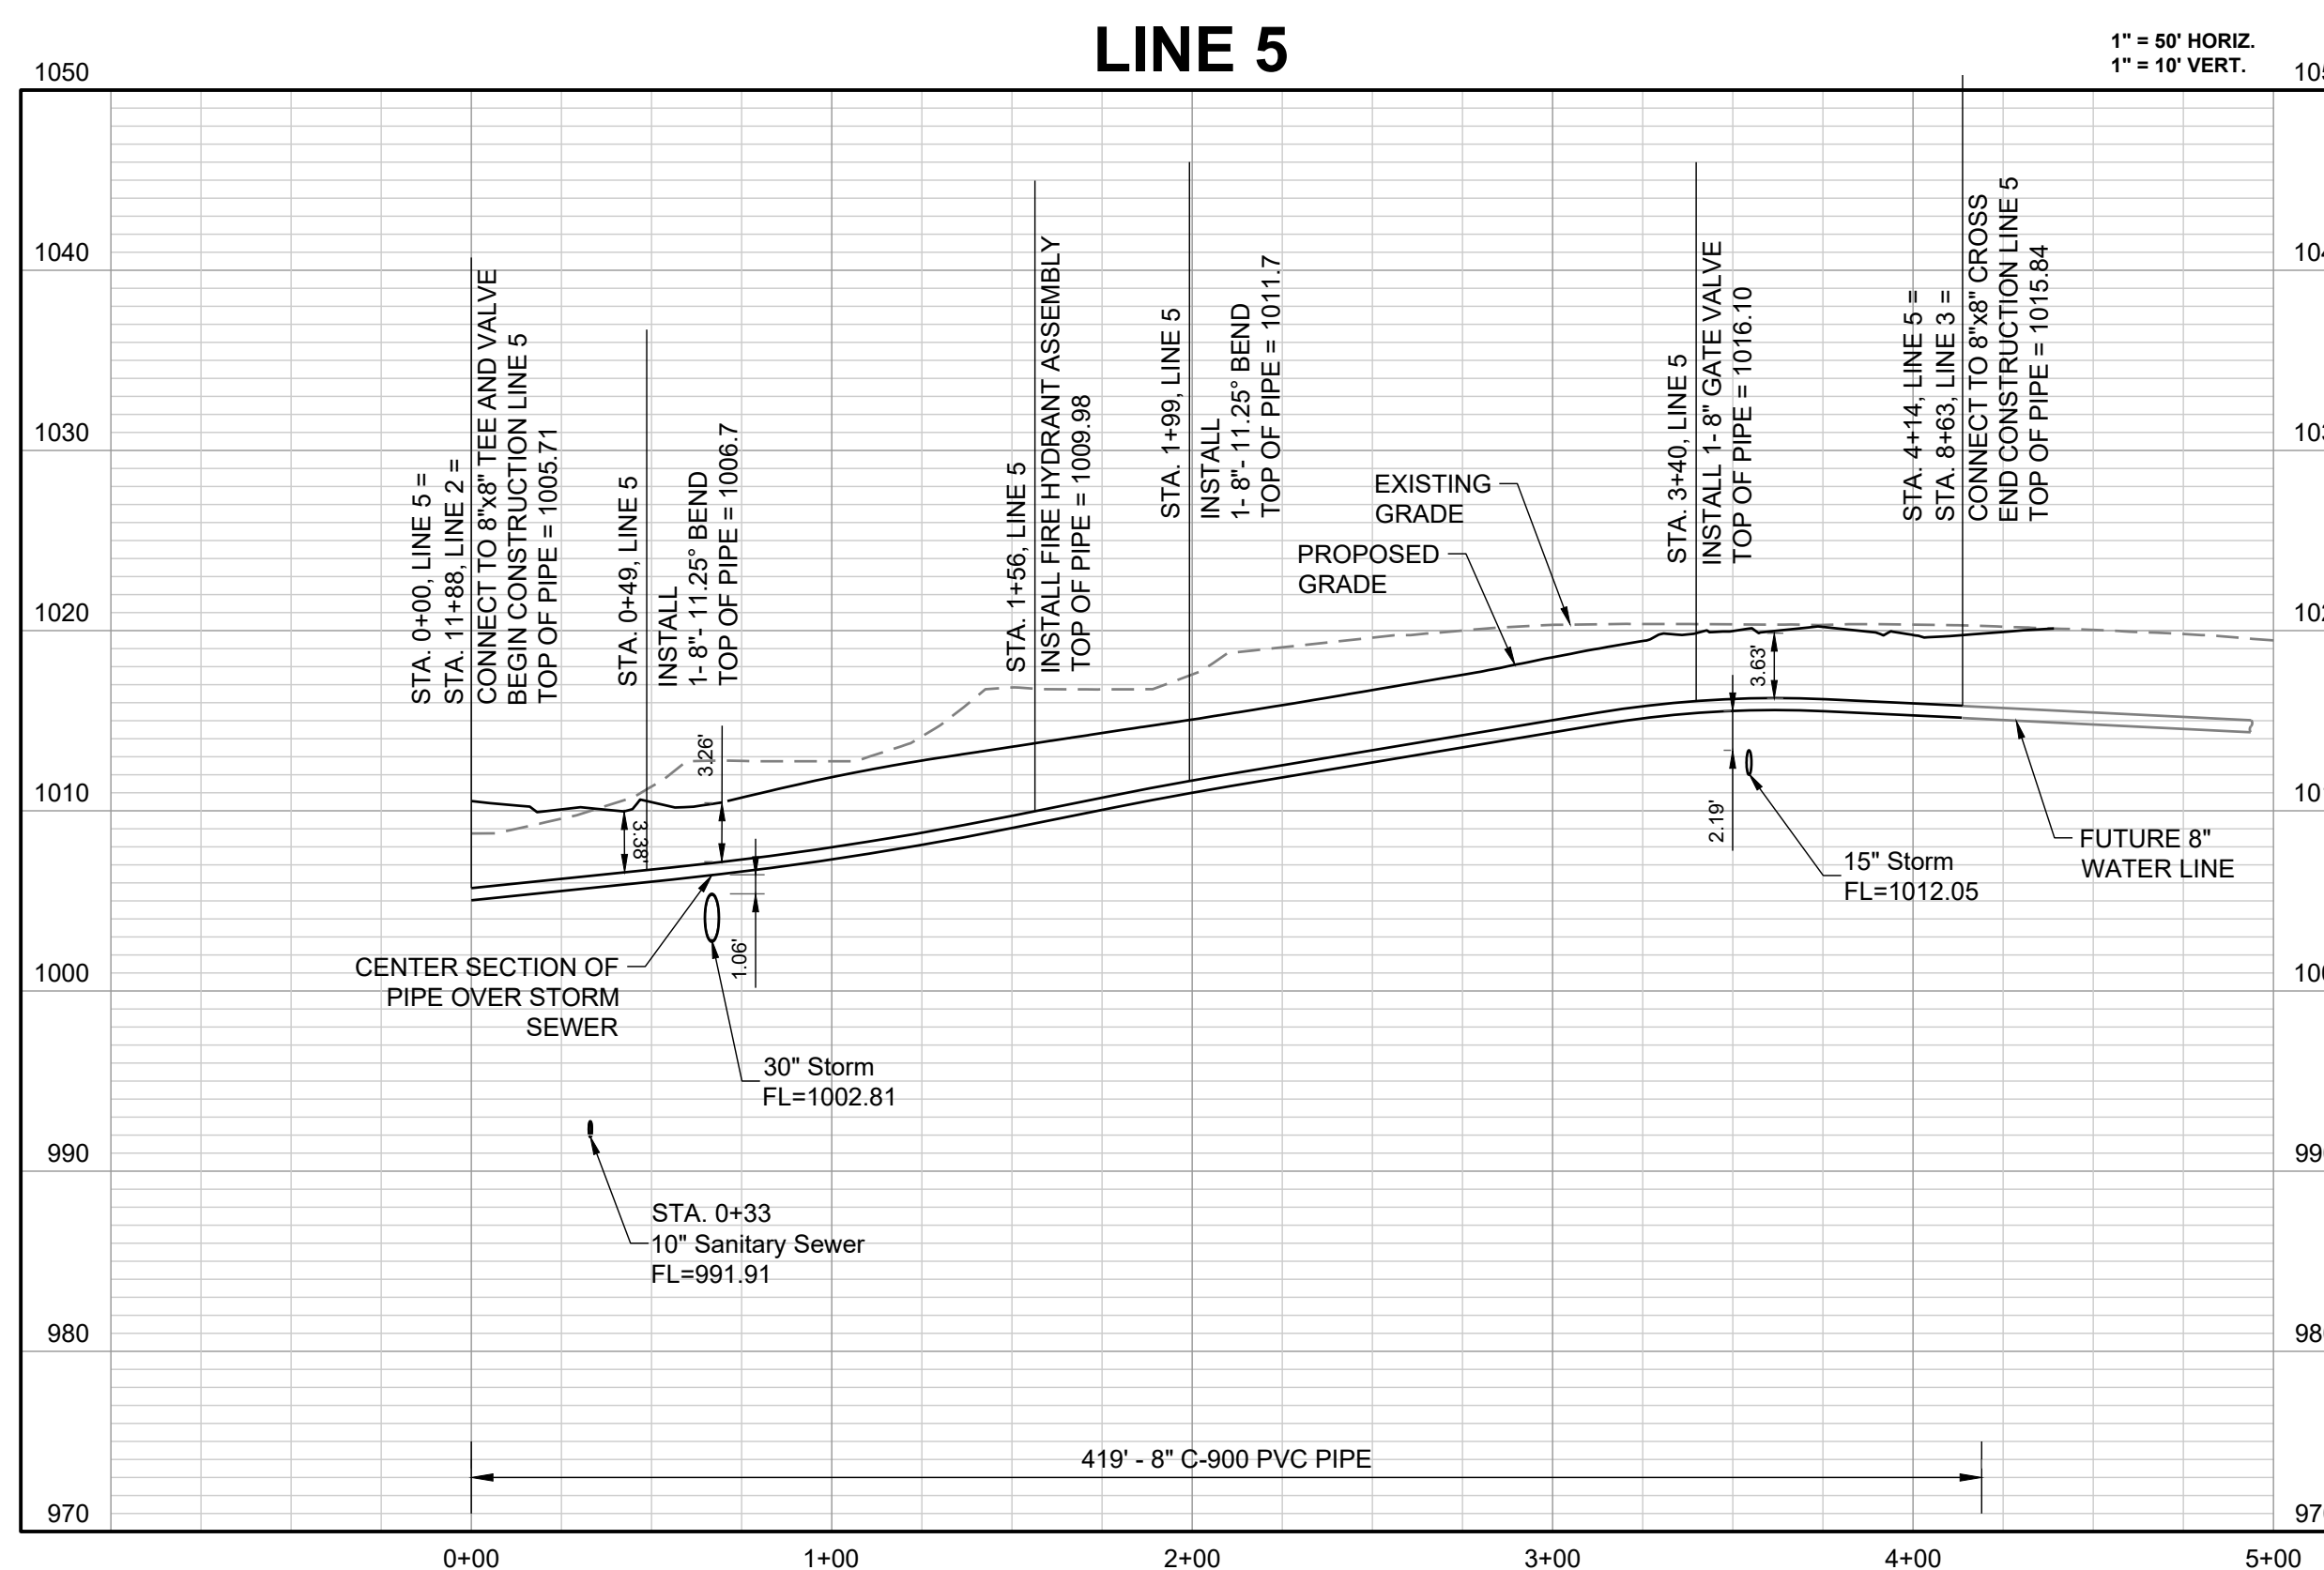 LINE 5
1" = 50' HORIZ.
1" = 10' VERT.
1050
1040
1030
1020
1010
1000
990
980
970
STA. 0+00, LINE 5 =
STA. 11+88, LINE 2 =
CONNECT TO 8"x8" TEE AND VALVE
BEGIN CONSTRUCTION LINE 5
TOP OF PIPE = 1005.71
STA. 0+49, LINE 5
INSTALL
1- 8"- 11.25° BEND
TOP OF PIPE = 1006.7
STA. 1+56, LINE 5
INSTALL FIRE HYDRANT ASSEMBLY
TOP OF PIPE = 1009.98
STA. 1+99, LINE 5
INSTALL
1- 8"- 11.25° BEND
TOP OF PIPE = 1011.7
EXISTING
GRADE
PROPOSED
GRADE
STA. 3+40, LINE 5
INSTALL 1- 8" GATE VALVE
TOP OF PIPE = 1016.10
STA. 4+14, LINE 5 =
STA. 8+63, LINE 3 =
CONNECT TO 8"x8" CROSS
END CONSTRUCTION LINE 5
TOP OF PIPE = 1015.84
3.38'
3.26'
1.06'
3.63'
2.19'
CENTER SECTION OF
PIPE OVER STORM
SEWER
30" Storm
FL=1002.81
15" Storm
FL=1012.05
FUTURE 8"
WATER LINE
STA. 0+33
10" Sanitary Sewer
FL=991.91
419' - 8" C-900 PVC PIPE
0+00
1+00
2+00
3+00
4+00
5+00